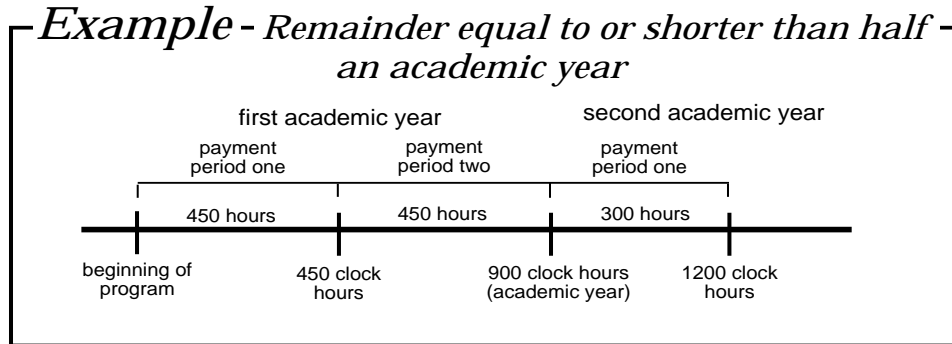 Example - Remainder equal to or shorter than half
an academic year
first academic year
second academic year
payment
period one
payment
period two
payment
period one
450 hours
450 hours
300 hours
beginning of
program
450 clock
hours
900 clock hours
(academic year)
1200 clock
hours